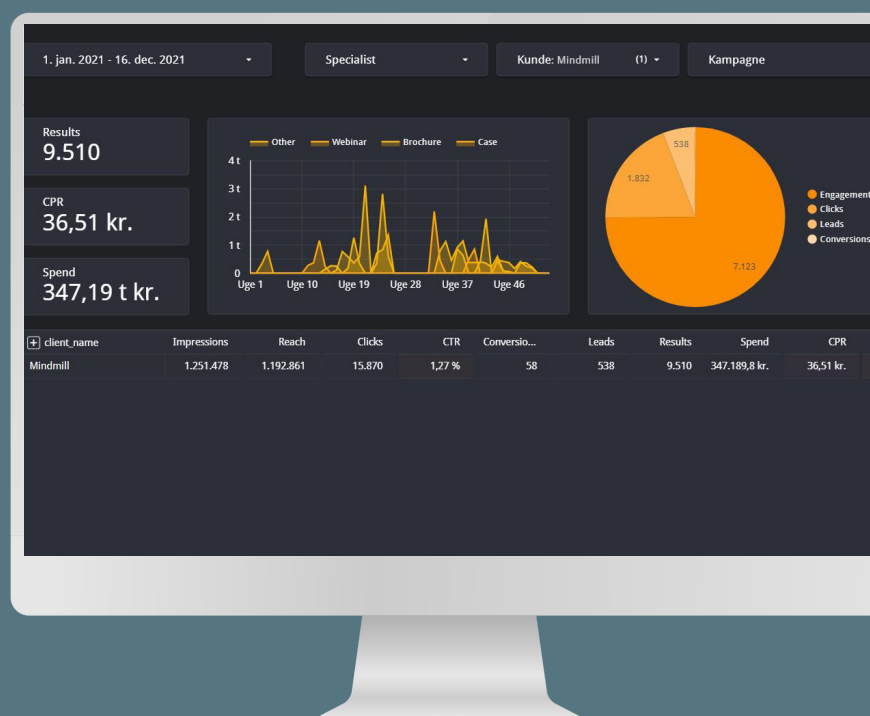 1. jan. 2021 - 16. dec. 2021
Specialist
Kunde: Mindmill (1)
Kampagne
Results
9.510
CPR
36,51 kr.
Spend
347,19 t kr.
Other Webinar Brochure Case
4 t
3 t
2 t
1 t
0
Uge 1 Uge 10 Uge 19 Uge 28 Uge 37 Uge 46
538
1.832
7.123
Engagement
Clicks
Leads
Conversions
client_name Impressions Reach Clicks CTR Conversio... Leads Results Spend CPR
Mindmill 1.251.478 1.192.861 15.870 1,27 % 58 538 9.510 347.189,8 kr. 36,51 kr.